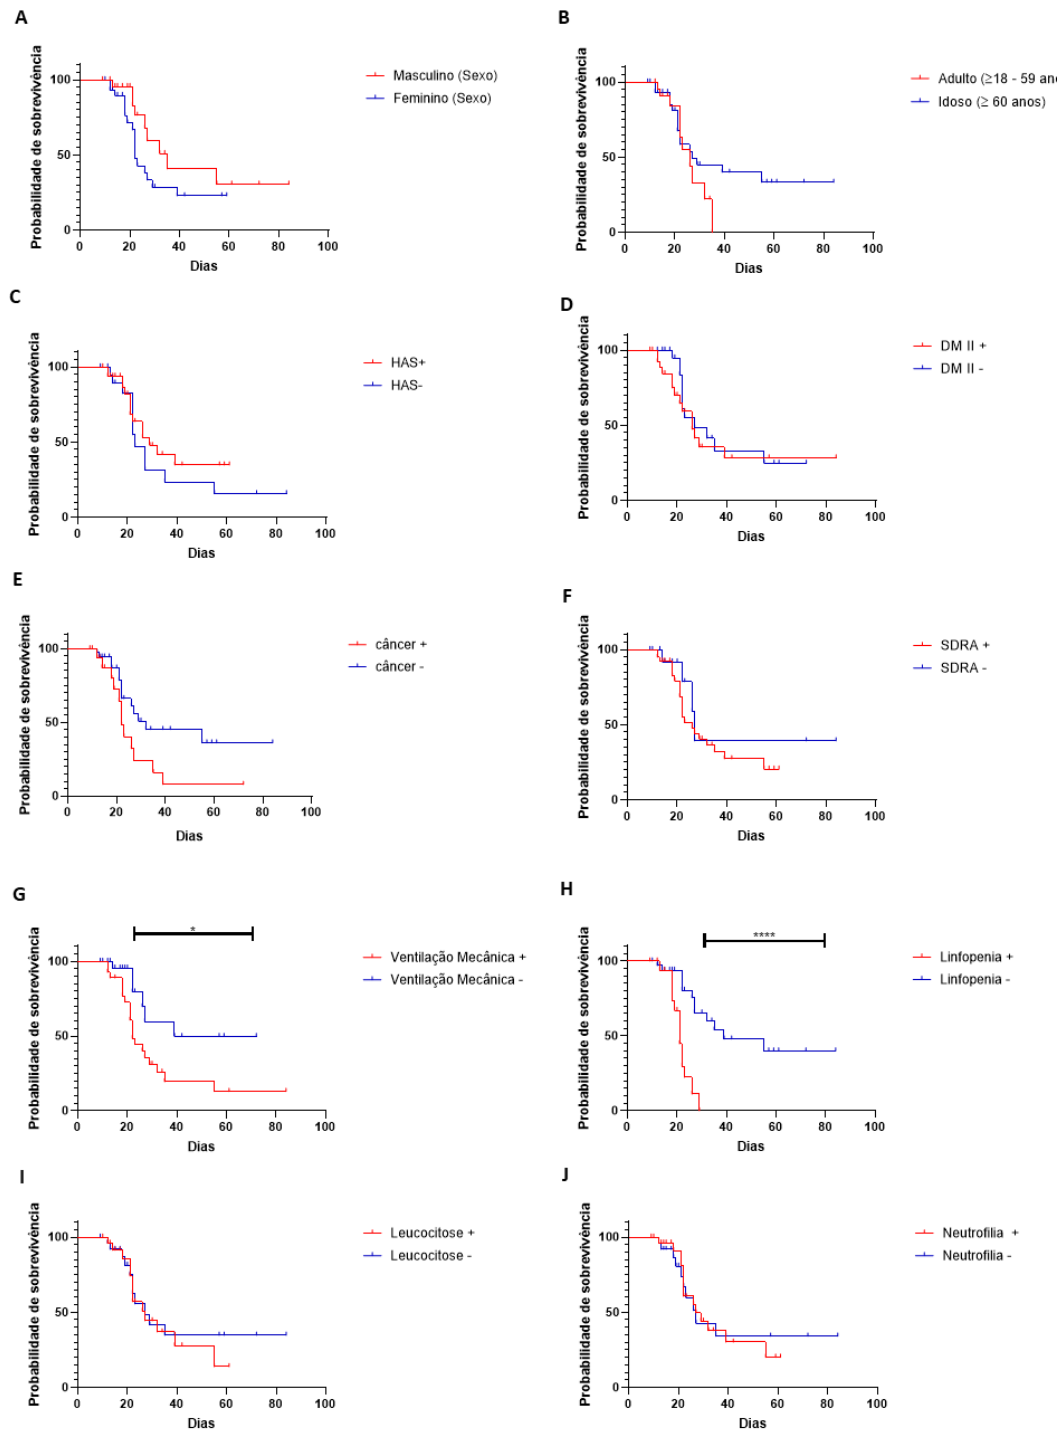 A
Probabilidade de sobrevivência
100
50
0
0 20 40 60 80 100
Dias
Masculino (Sexo)
Feminino (Sexo)
B
Probabilidade de sobrevivência
100
50
0
0 20 40 60 80 100
Dias
Adulto (≥18 - 59 an
Idoso (≥ 60 anos)
C
Probabilidade de sobrevivência
100
50
0
0 20 40 60 80 100
Dias
HAS+
HAS-
D
Probabilidade de sobrevivência
100
50
0
0 20 40 60 80 100
Dias
DM II +
DM II -
E
Probabilidade de sobrevivência
100
50
0
0 20 40 60 80 100
Dias
câncer +
câncer -
F
Probabilidade de sobrevivência
100
50
0
0 20 40 60 80 100
Dias
SDRA +
SDRA -
G
Probabilidade de sobrevivência
100
50
0
0 20 40 60 80 100
Dias
*
Ventilação Mecânica +
Ventilação Mecânica -
H
Probabilidade de sobrevivência
100
50
0
0 20 40 60 80 100
Dias
****
Linfopenia +
Linfopenia -
I
Probabilidade de sobrevivência
100
50
0
0 20 40 60 80 100
Dias
Leucocitose +
Leucocitose -
J
Probabilidade de sobrevivência
100
50
0
0 20 40 60 80 100
Dias
Neutrofilia +
Neutrofilia -